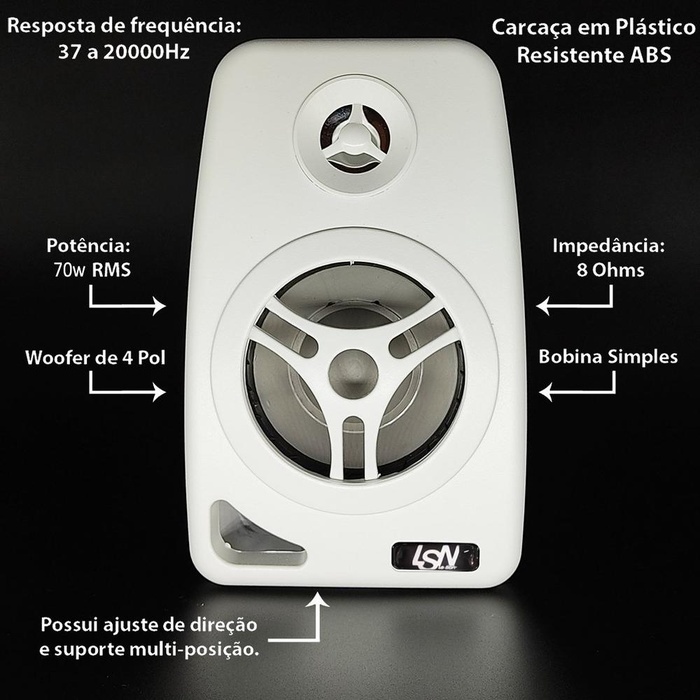 Resposta de frequência:
37 a 20000Hz
Carcaça em Plástico
Resistente ABS
Potência:
70w RMS
Impedância:
8 Ohms
Woofer de 4 Pol
Bobina Simples
LSN
Possui ajuste de direção
e suporte multi-posição.